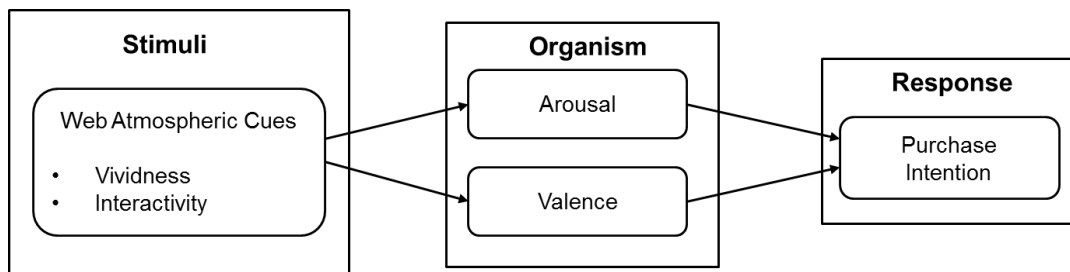 Stimuli
Web Atmospheric Cues
• Vividness
• Interactivity
Organism
Arousal
Valence
Response
Purchase
Intention